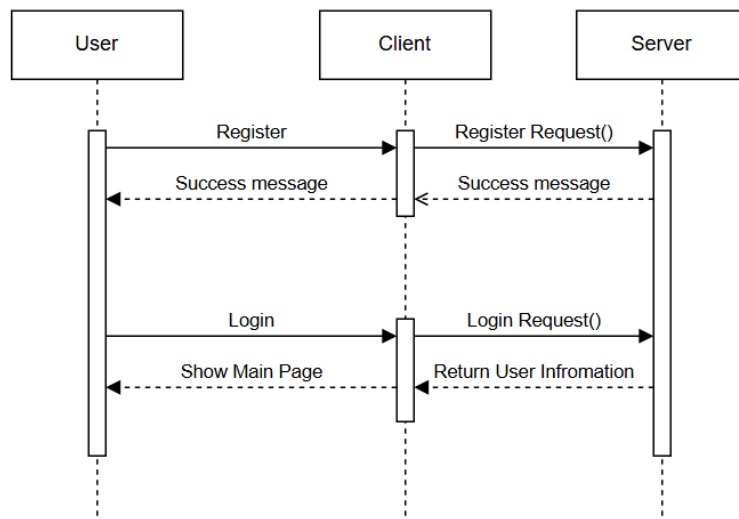 User
Client
Server
Register
Register Request()
Success message
Success message
Login
Login Request()
Show Main Page
Return User Infromation